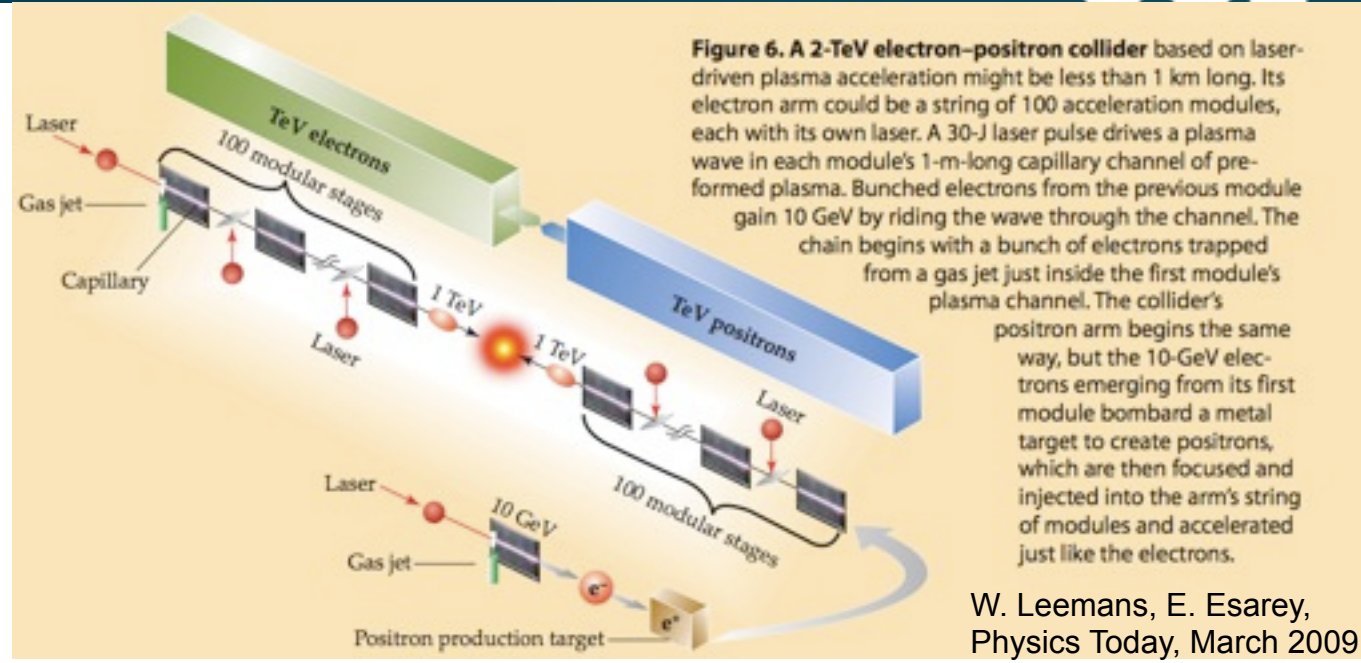 Figure 6. A 2-TeV electron–positron collider based on laser-
driven plasma acceleration might be less than 1 km long. Its
electron arm could be a string of 100 acceleration modules,
each with its own laser. A 30-J laser pulse drives a plasma
wave in each module's 1-m-long capillary channel of pre-
formed plasma. Bunched electrons from the previous module
gain 10 GeV by riding the wave through the channel. The
chain begins with a bunch of electrons trapped
from a gas jet just inside the first module's
plasma channel. The collider's
positron arm begins the same
way, but the 10-GeV elec-
trons emerging from its first
module bombard a metal
target to create positrons,
which are then focused and
injected into the arm's string
of modules and accelerated
just like the electrons.
TeV electrons
Laser
100 modular stages
Gas jet
Capillary
Laser
1 TeV
1 TeV
TeV positrons
Laser
100 modular stages
Laser
10 GeV
Gas jet
e⁻
e⁺
Positron production target
W. Leemans, E. Esarey,
Physics Today, March 2009